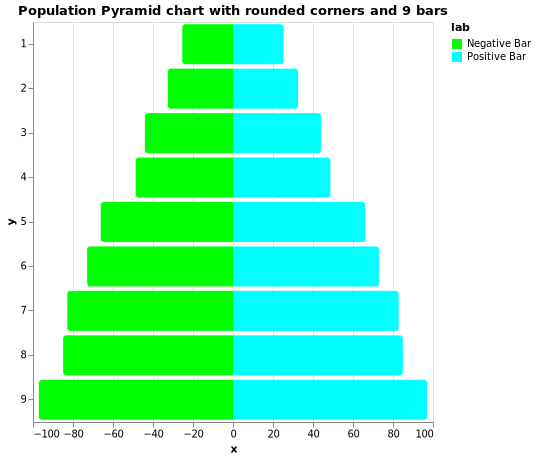 Population Pyramid chart with rounded corners and 9 bars
lab
Negative Bar
Positive Bar
y
1
2
3
4
5
6
7
8
9
−100 −80 −60 −40 −20 0 20 40 60 80 100
x